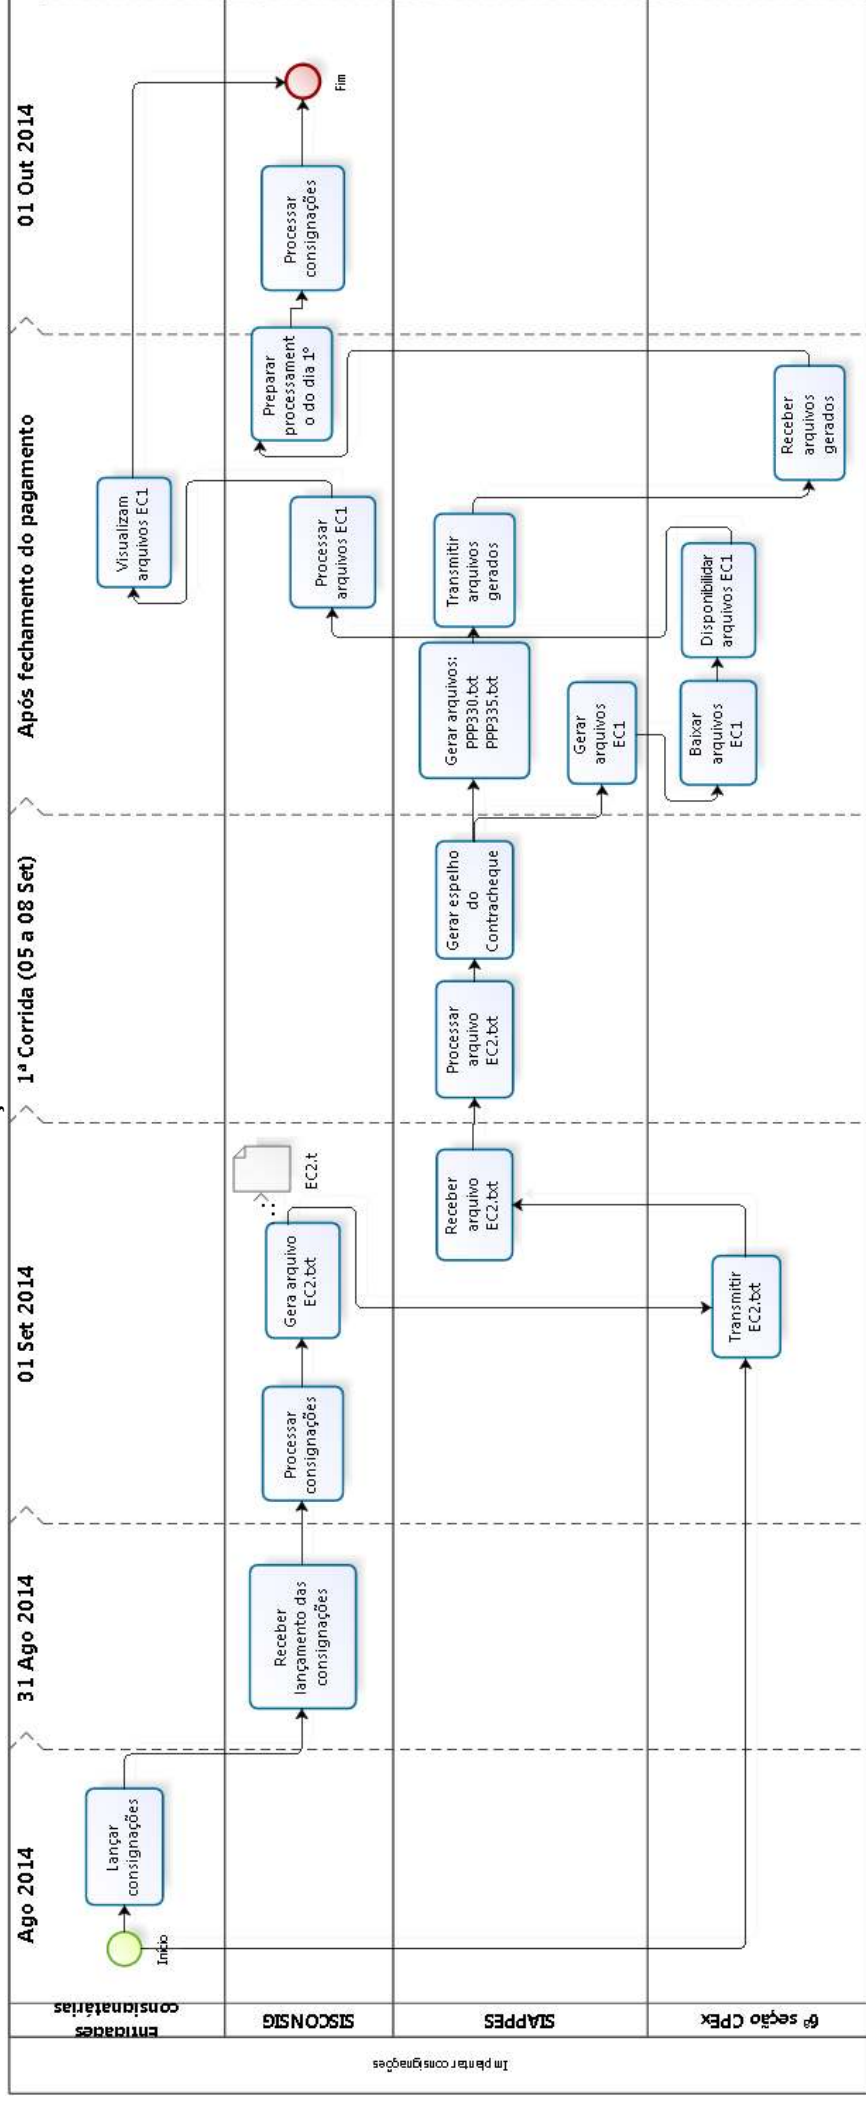 Ago 2014
31 Ago 2014
01 Set 2014
1ª Corrida (05 a 08 Set)
Após fechamento do pagamento
01 Out 2014
Implantar consignações
Entidades
consignatárias
Início
Lançar
consignações
Visualizam
arquivos EC1
SISCONSIG
Receber
lançamento das
consignações
Processar
consignações
Gera arquivo
EC2.txt
EC2.t
Processar
arquivos EC1
Preparar
processament
o do dia 1º
Processar
consignações
Fim
SIAPPES
Receber
arquivo
EC2.txt
Processar
arquivo
EC2.txt
Gerar espelho
do
Contracheque
Gerar arquivos:
PPP330.txt
PPP335.txt
Gerar
arquivos
EC1
Transmitir
arquivos
gerados
6ª seção CPEx
Transmitir
EC2.txt
Baixar
arquivos
EC1
Disponibilidar
arquivos EC1
Receber
arquivos
gerados